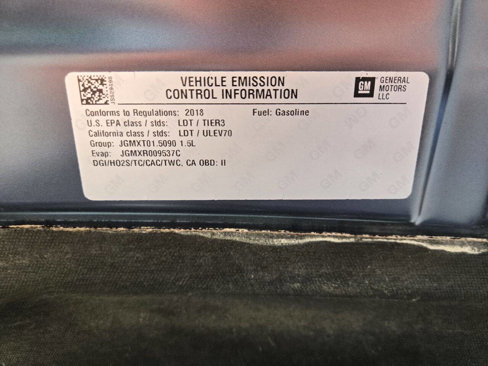 VEHICLE EMISSION
CONTROL INFORMATION
GM
GENERAL
MOTORS
LLC
Conforms to Regulations: 2018 Fuel: Gasoline
U.S. EPA class / stds: LDT / TIER3
California class / stds: LDT / ULEV70
Group: JGMXT01.5090 1.5L
Evap: JGMXR009537C
DGI/HO2S/TC/CAC/TWC, CA OBD: II